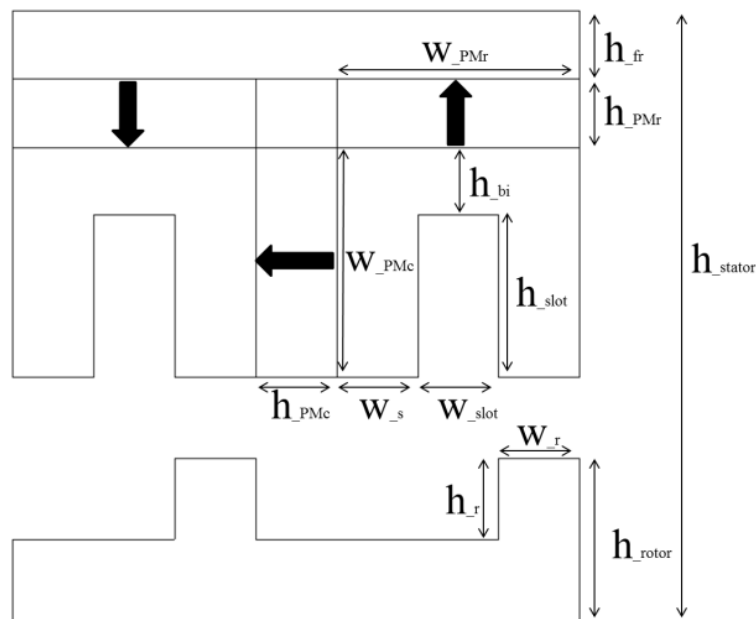 w_PMr
h_fr
h_PMr
h_bi
w_PMc
h_stator
h_slot
h_PMc
w_s
w_slot
w_r
h_r
h_rotor